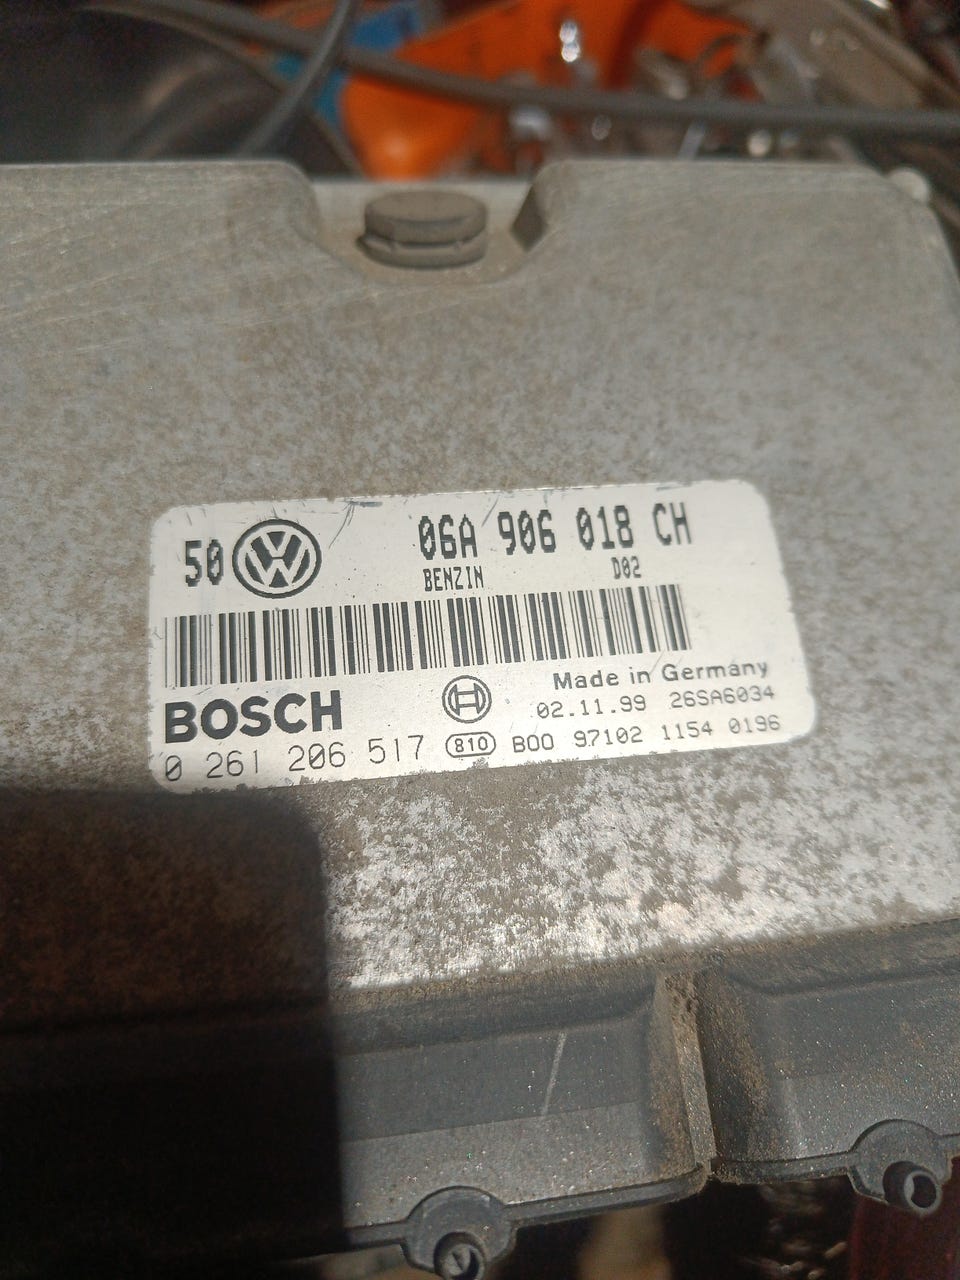 50 VW 06A 906 018 CH
BENZIN D02
Made in Germany
BOSCH 02.11.99 26SA6034
0 261 206 517 810 B00 97102 1154 0196